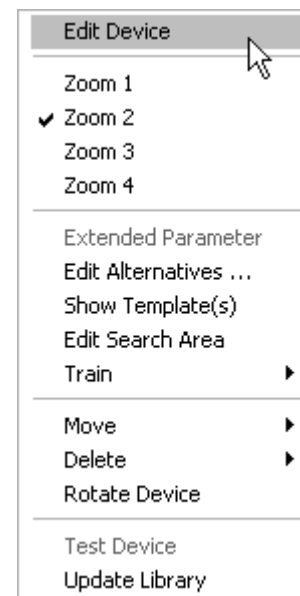 Edit Device
Zoom 1
Zoom 2
Zoom 3
Zoom 4
Extended Parameter
Edit Alternatives ...
Show Template(s)
Edit Search Area
Train
Move
Delete
Rotate Device
Test Device
Update Library